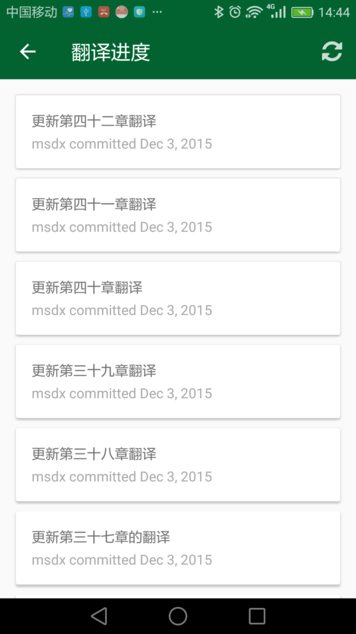 中国移动 ... 4G 14:44
翻译进度
更新第四十二章翻译
msdx committed Dec 3, 2015
更新第四十一章翻译
msdx committed Dec 3, 2015
更新第四十章翻译
msdx committed Dec 3, 2015
更新第三十九章翻译
msdx committed Dec 3, 2015
更新第三十八章翻译
msdx committed Dec 3, 2015
更新第三十七章的翻译
msdx committed Dec 3, 2015